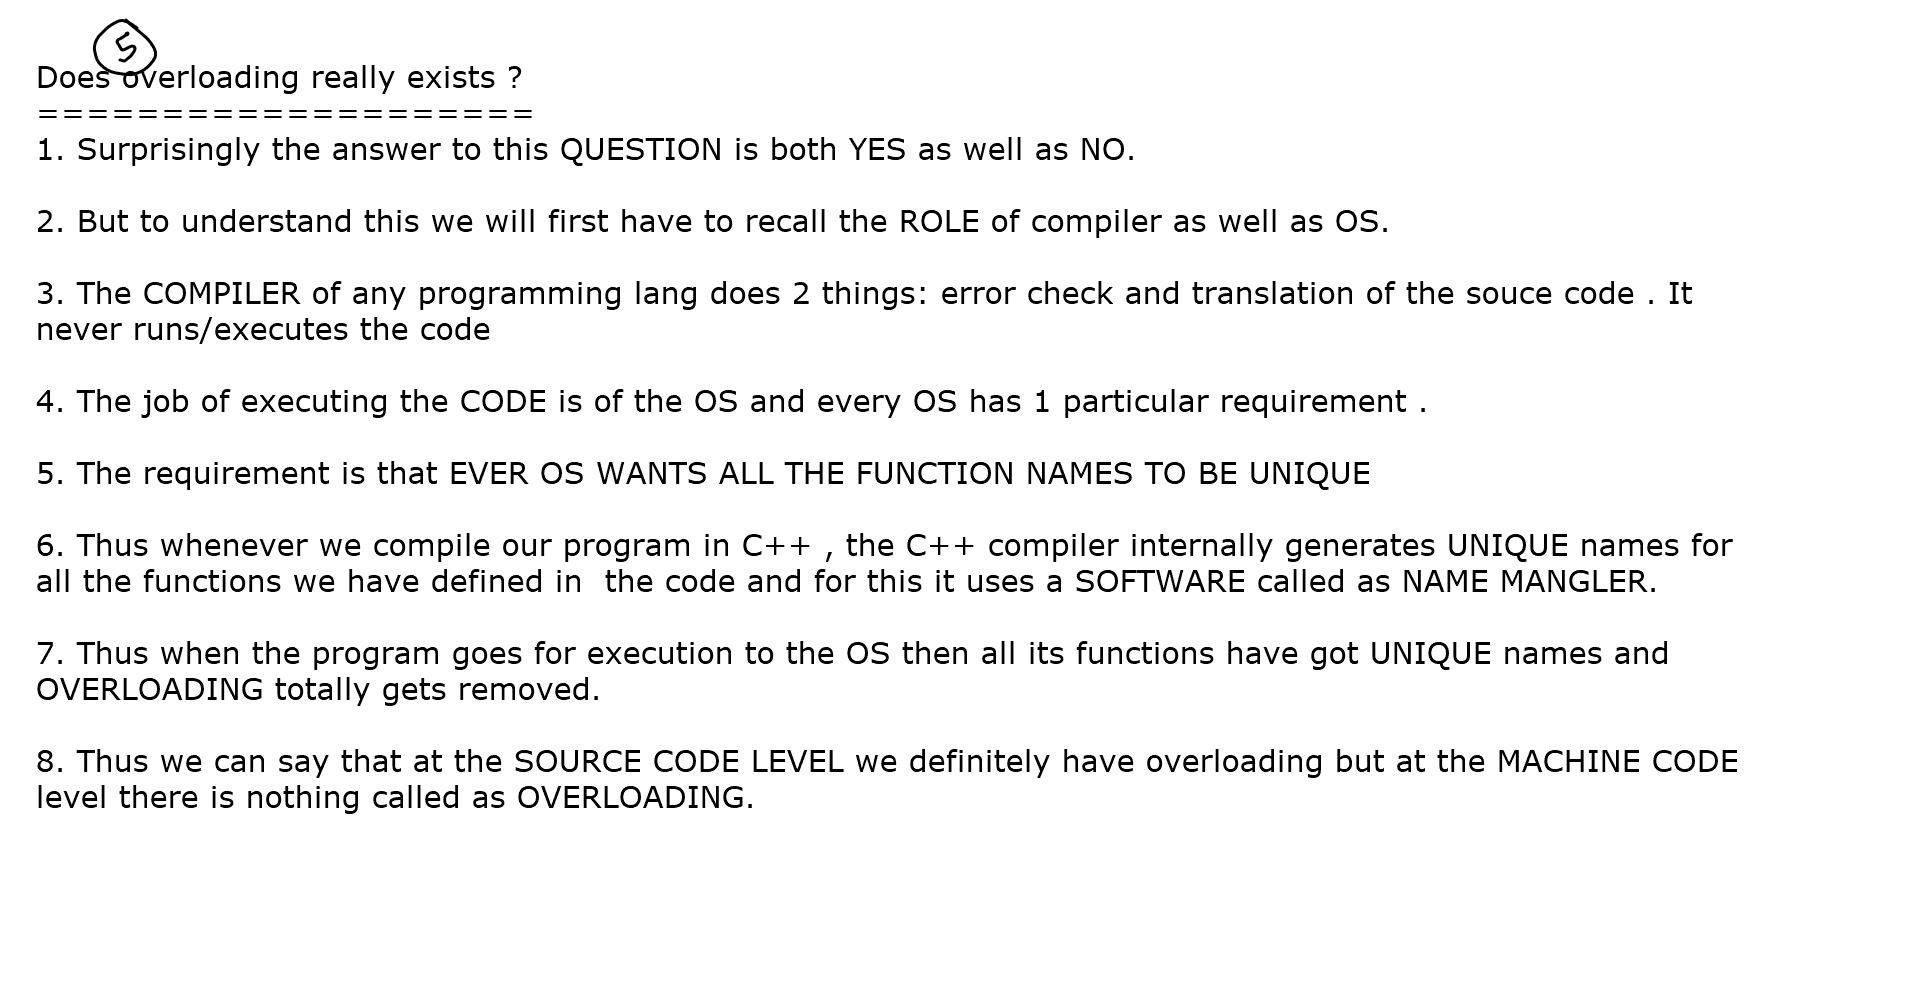 5
Does overloading really exists ?
====================
1. Surprisingly the answer to this QUESTION is both YES as well as NO.
2. But to understand this we will first have to recall the ROLE of compiler as well as OS.
3. The COMPILER of any programming lang does 2 things: error check and translation of the souce code . It
never runs/executes the code
4. The job of executing the CODE is of the OS and every OS has 1 particular requirement .
5. The requirement is that EVER OS WANTS ALL THE FUNCTION NAMES TO BE UNIQUE
6. Thus whenever we compile our program in C++ , the C++ compiler internally generates UNIQUE names for
all the functions we have defined in  the code and for this it uses a SOFTWARE called as NAME MANGLER.
7. Thus when the program goes for execution to the OS then all its functions have got UNIQUE names and
OVERLOADING totally gets removed.
8. Thus we can say that at the SOURCE CODE LEVEL we definitely have overloading but at the MACHINE CODE
level there is nothing called as OVERLOADING.